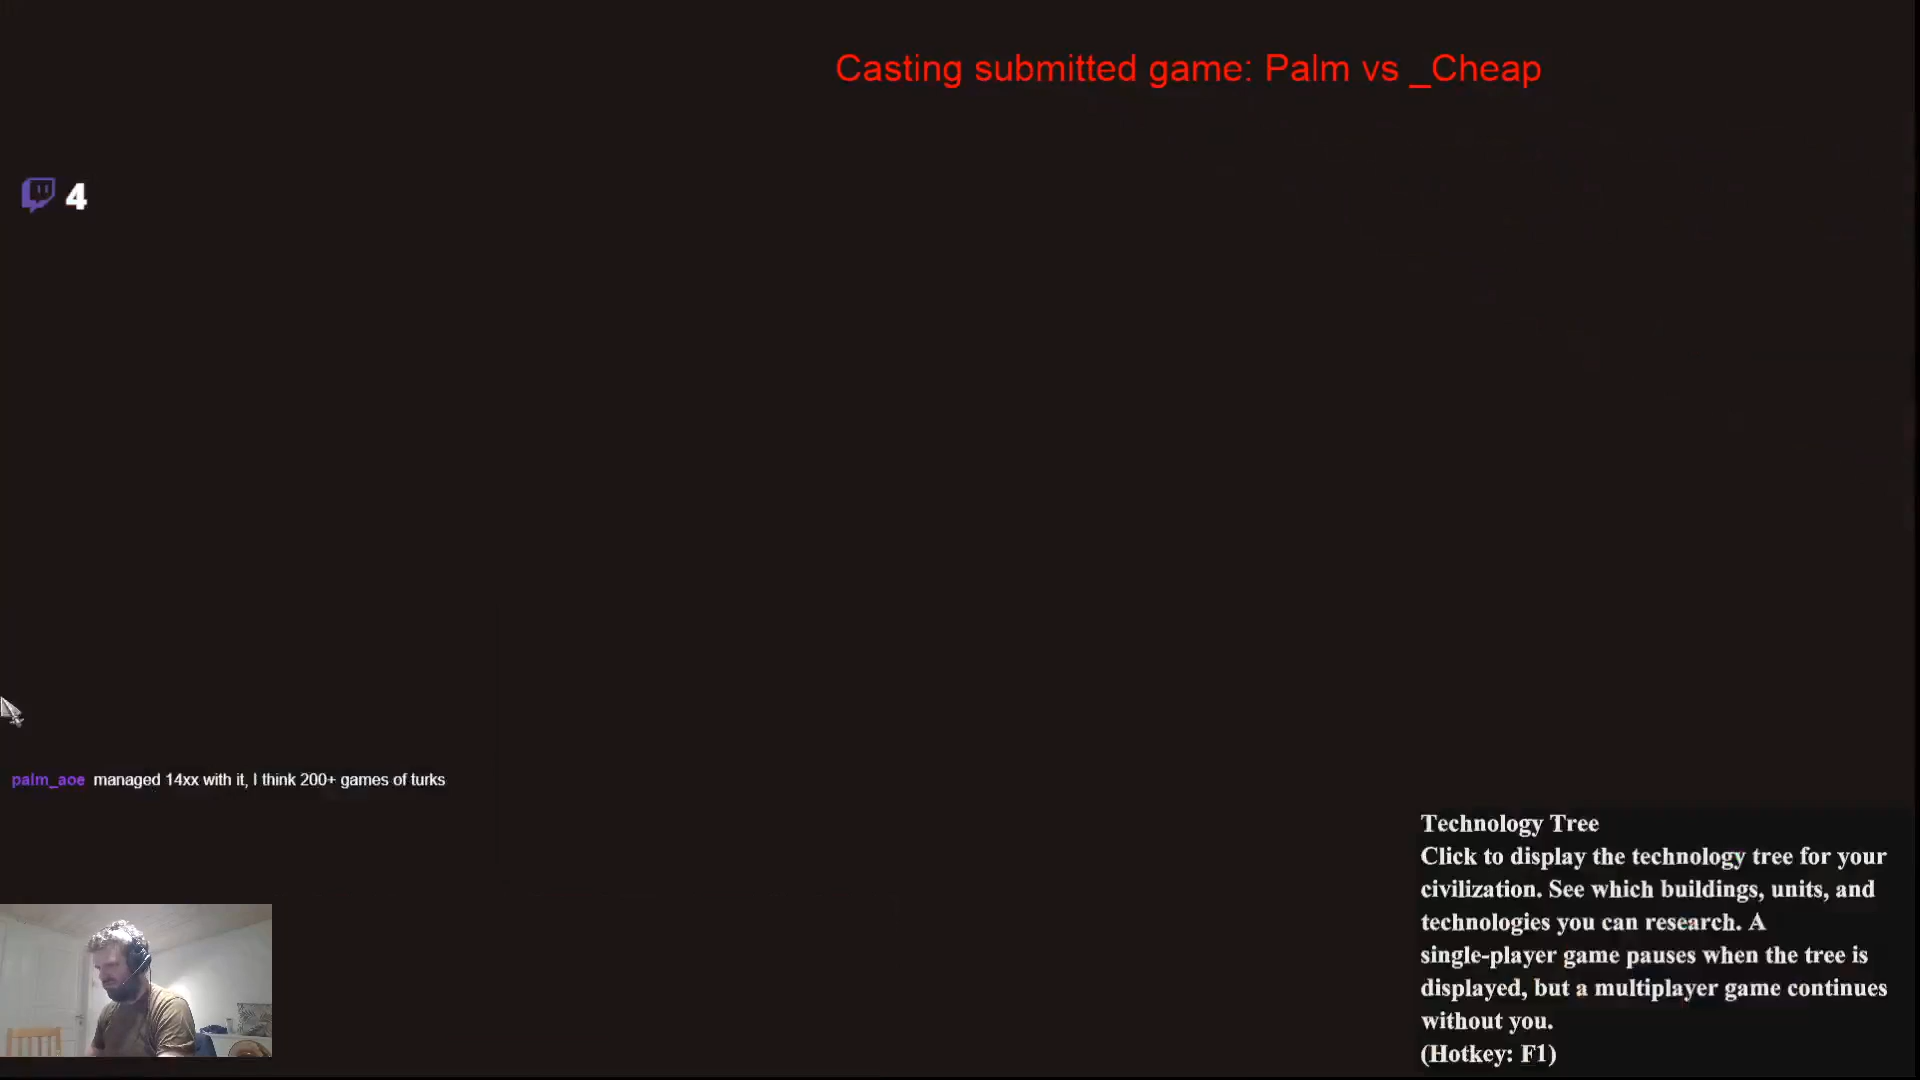 Casting submitted game: Palm vs _Cheap
4
palm_aoe managed 14xx with it, I think 200+ games of turks
Technology Tree
Click to display the technology tree for your
civilization. See which buildings, units, and
technologies you can research. A
single-player game pauses when the tree is
displayed, but a multiplayer game continues
without you.
(Hotkey: F1)